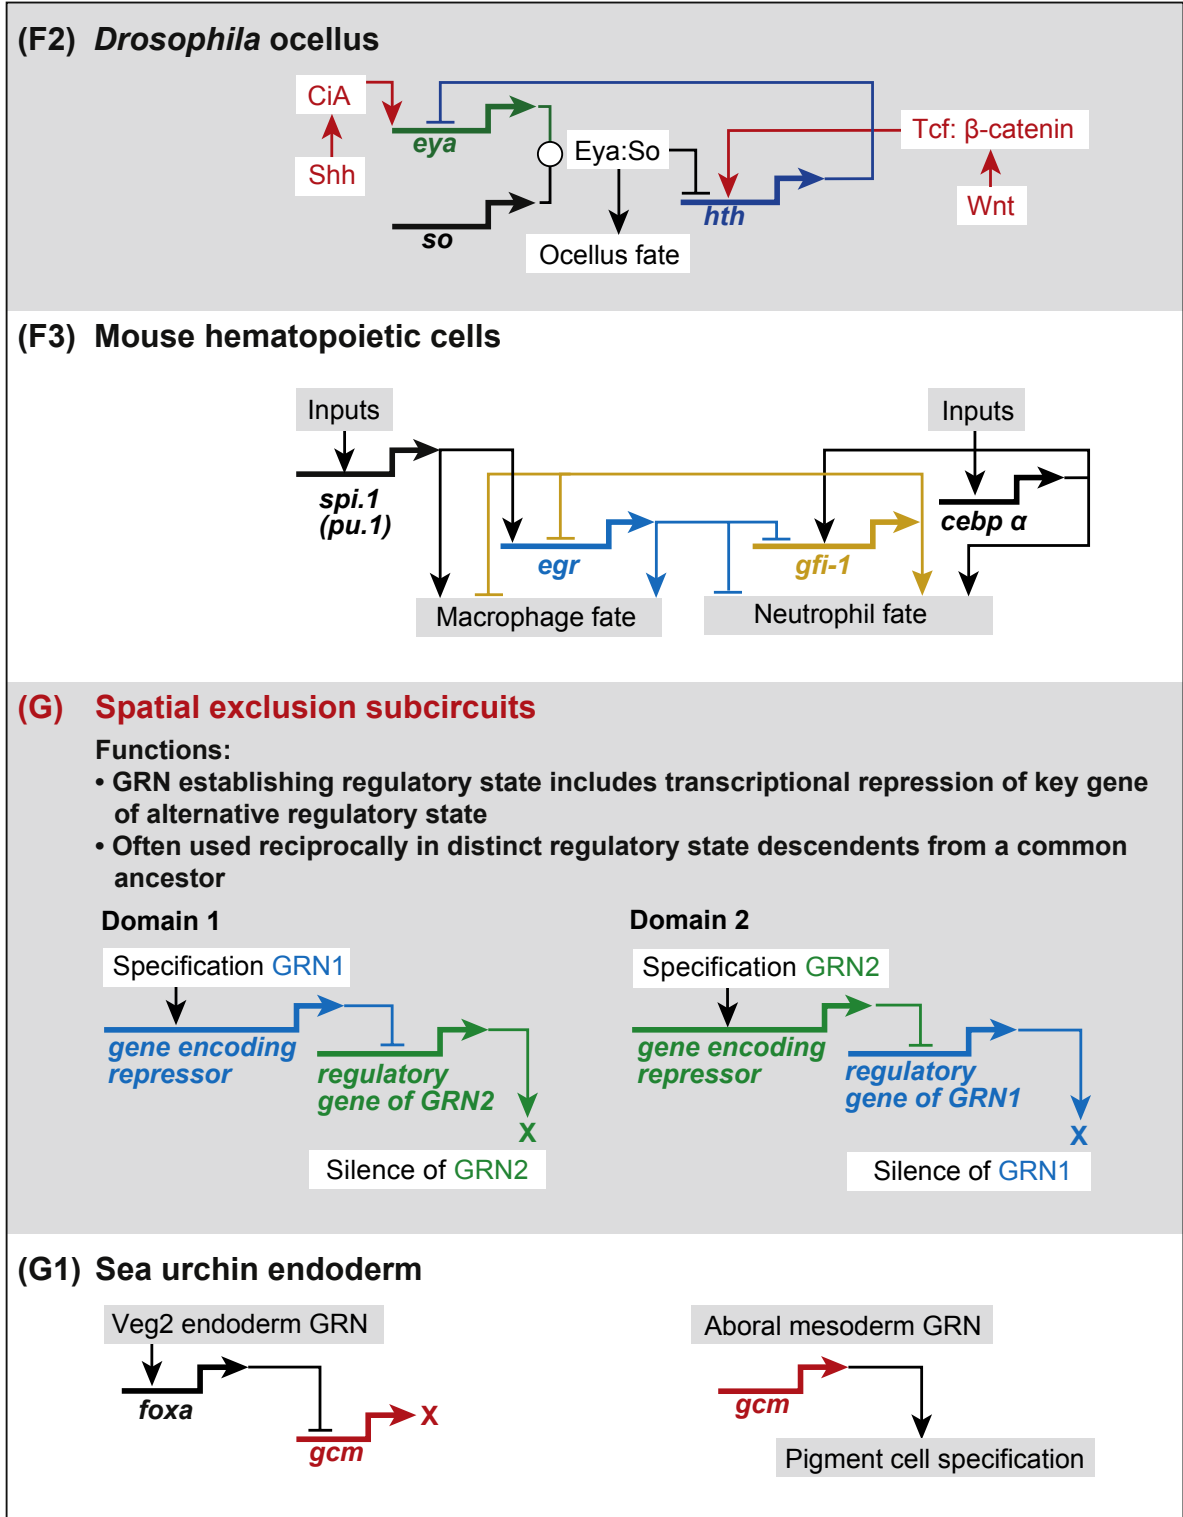 (F2) Drosophila ocellus
CiA
Shh
eya
so
Eya:So
Ocellus fate
hth
Tcf: β-catenin
Wnt
(F3) Mouse hematopoietic cells
Inputs
Inputs
spi.1
(pu.1)
cebp α
egr
gfi-1
Macrophage fate
Neutrophil fate
(G) Spatial exclusion subcircuits
Functions:
• GRN establishing regulatory state includes transcriptional repression of key gene
of alternative regulatory state
• Often used reciprocally in distinct regulatory state descendents from a common
ancestor
Domain 1
Specification GRN1
gene encoding
repressor
regulatory
gene of GRN2
X
Silence of GRN2
Domain 2
Specification GRN2
gene encoding
repressor
regulatory
gene of GRN1
X
Silence of GRN1
(G1) Sea urchin endoderm
Veg2 endoderm GRN
foxa
gcm
X
Aboral mesoderm GRN
gcm
Pigment cell specification